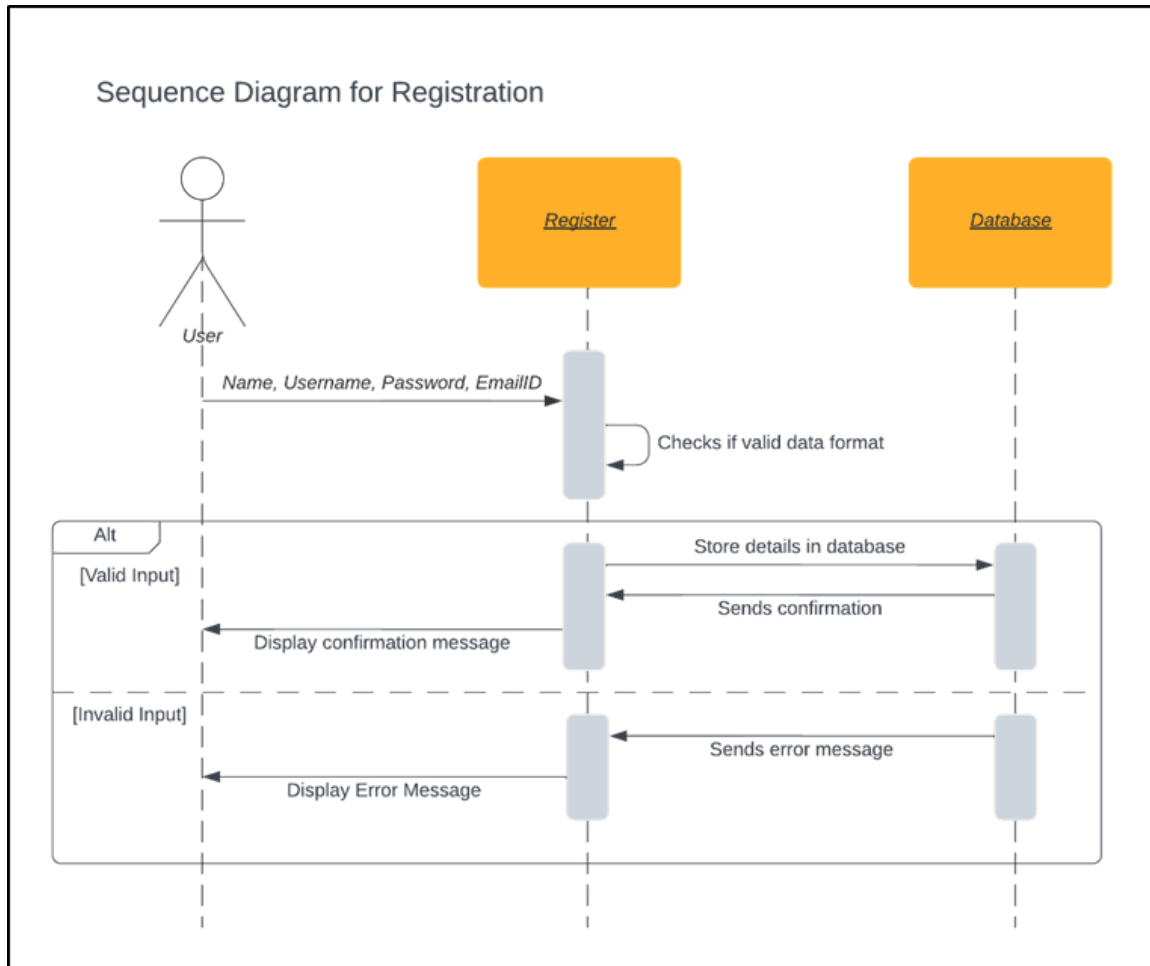 Sequence Diagram for Registration
Register
Database
User
Name, Username, Password, EmailID
Checks if valid data format
Alt
Store details in database
[Valid Input]
Sends confirmation
Display confirmation message
[Invalid Input]
Sends error message
Display Error Message